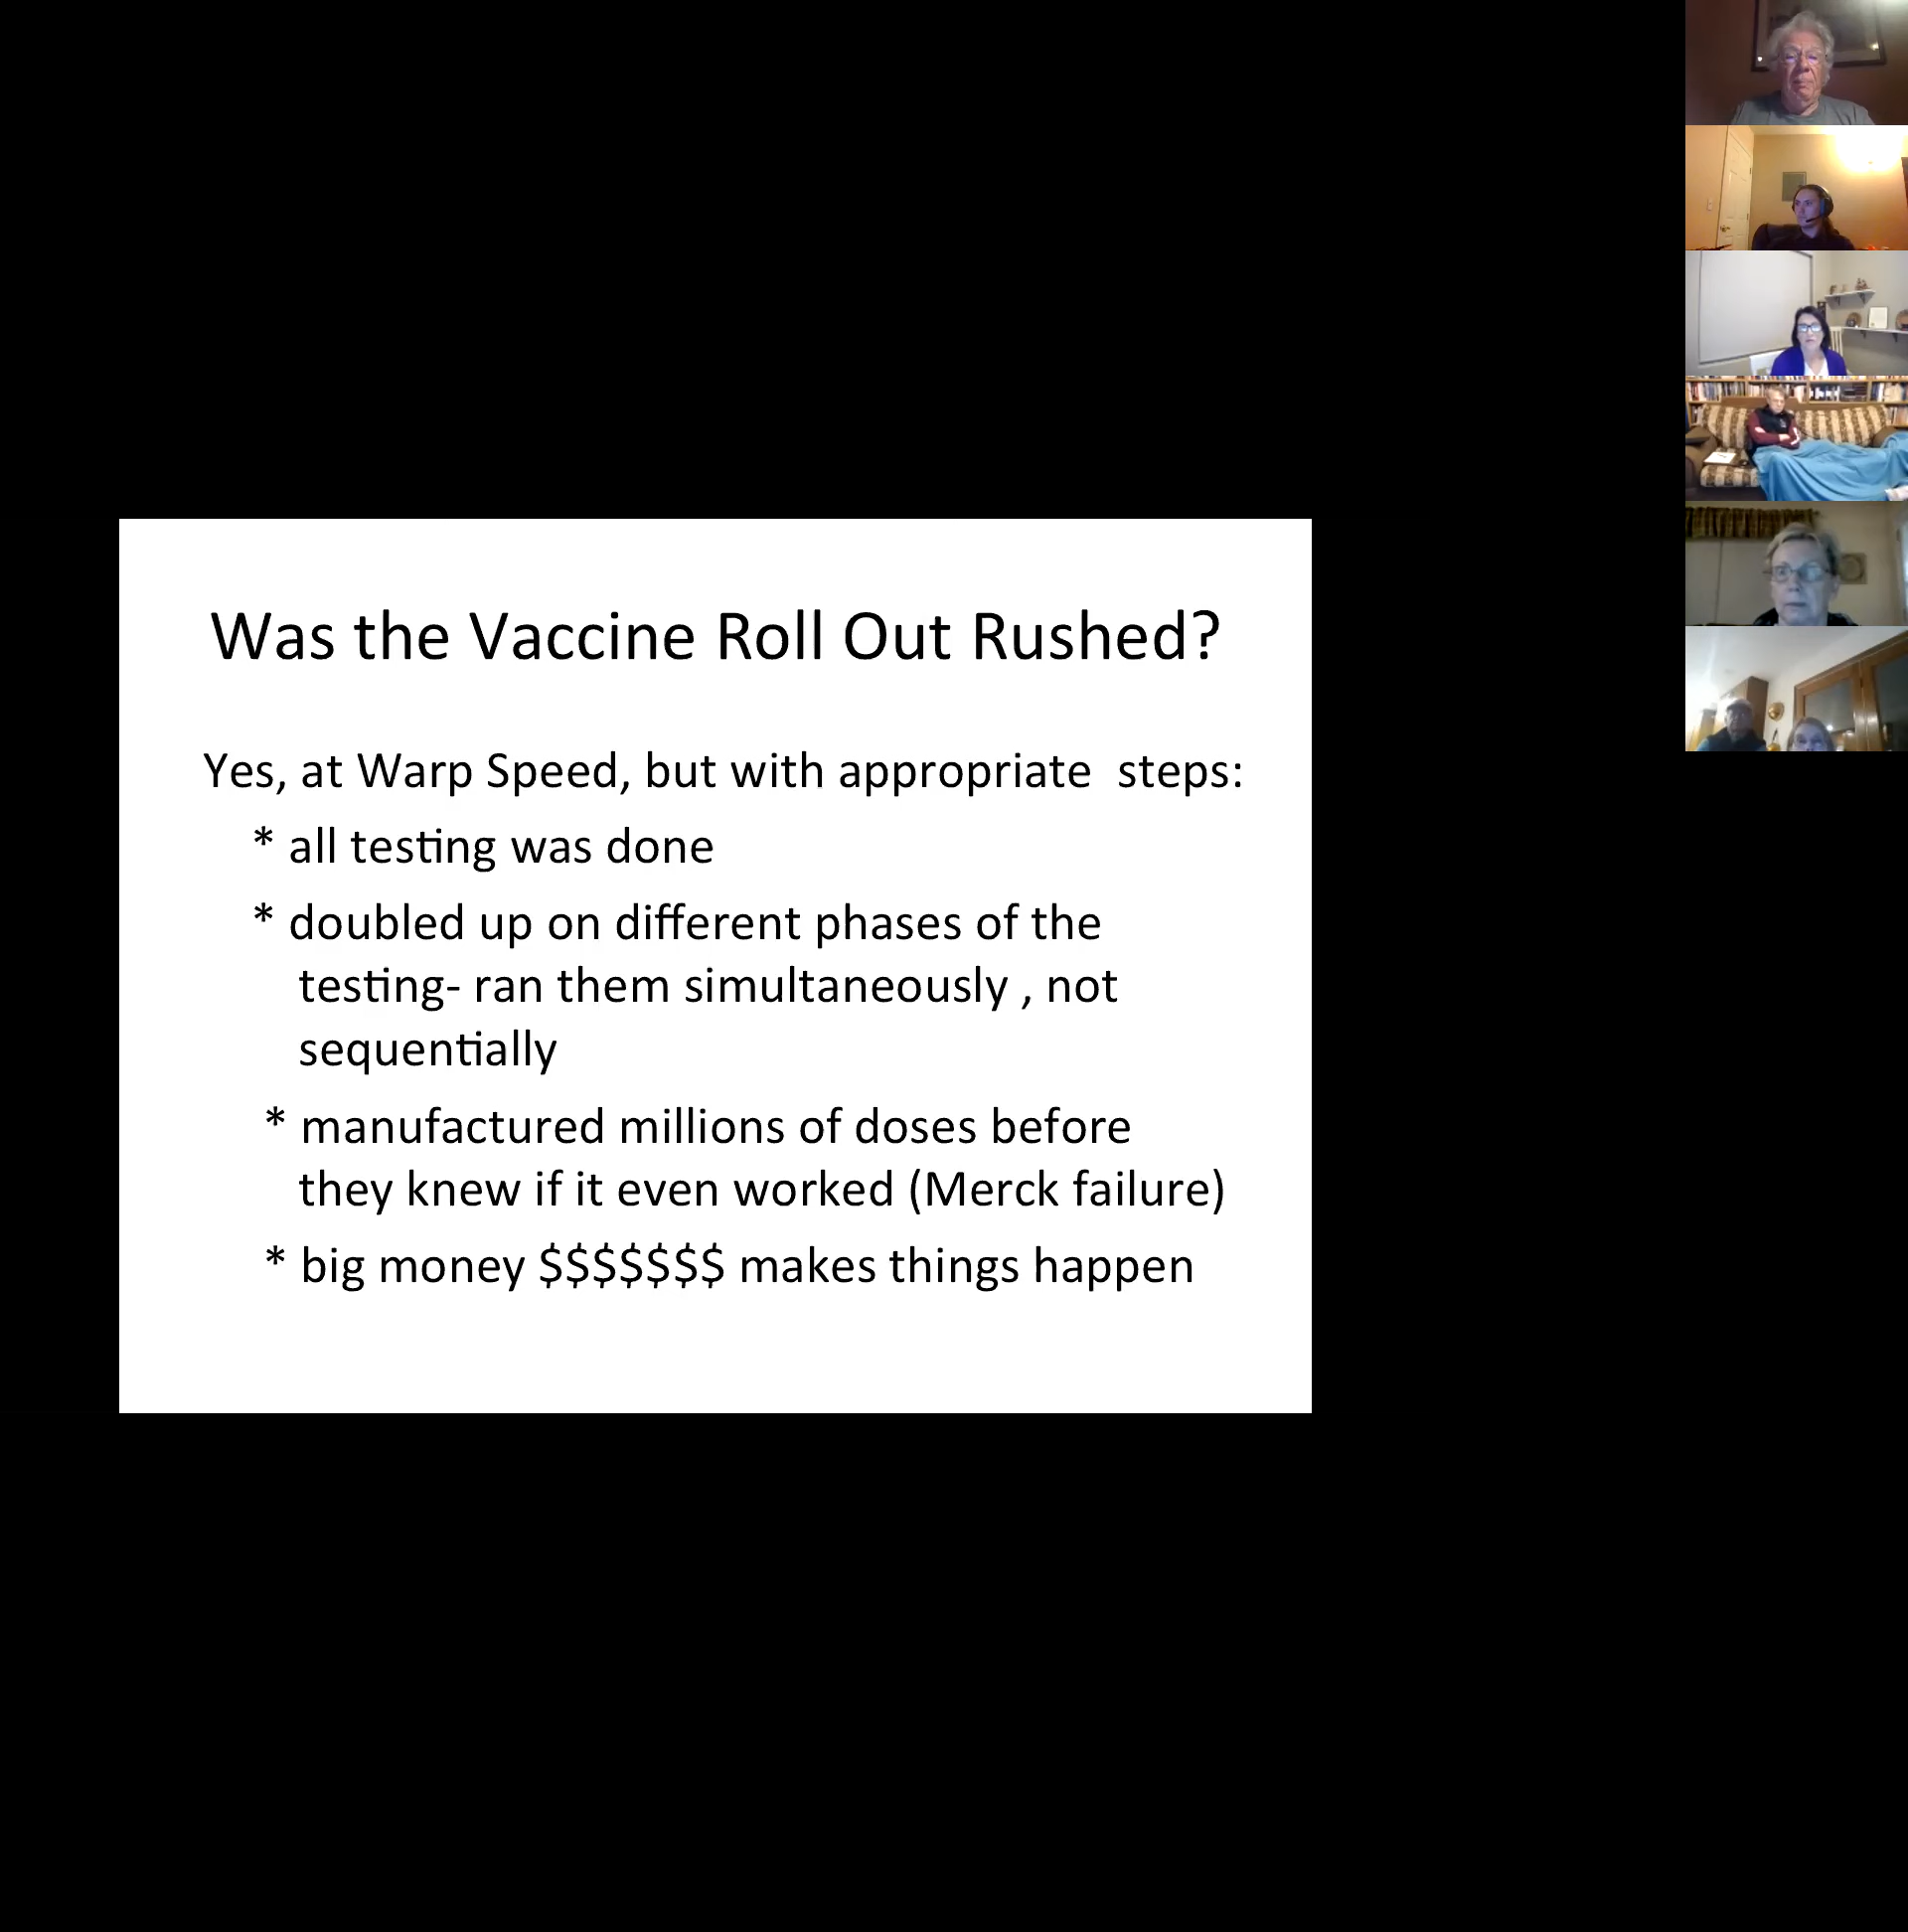 Was the Vaccine Roll Out Rushed?
Yes, at Warp Speed, but with appropriate  steps:
* all testing was done
* doubled up on different phases of the
testing- ran them simultaneously , not
sequentially
* manufactured millions of doses before
they knew if it even worked (Merck failure)
* big money $$$$$$$ makes things happen